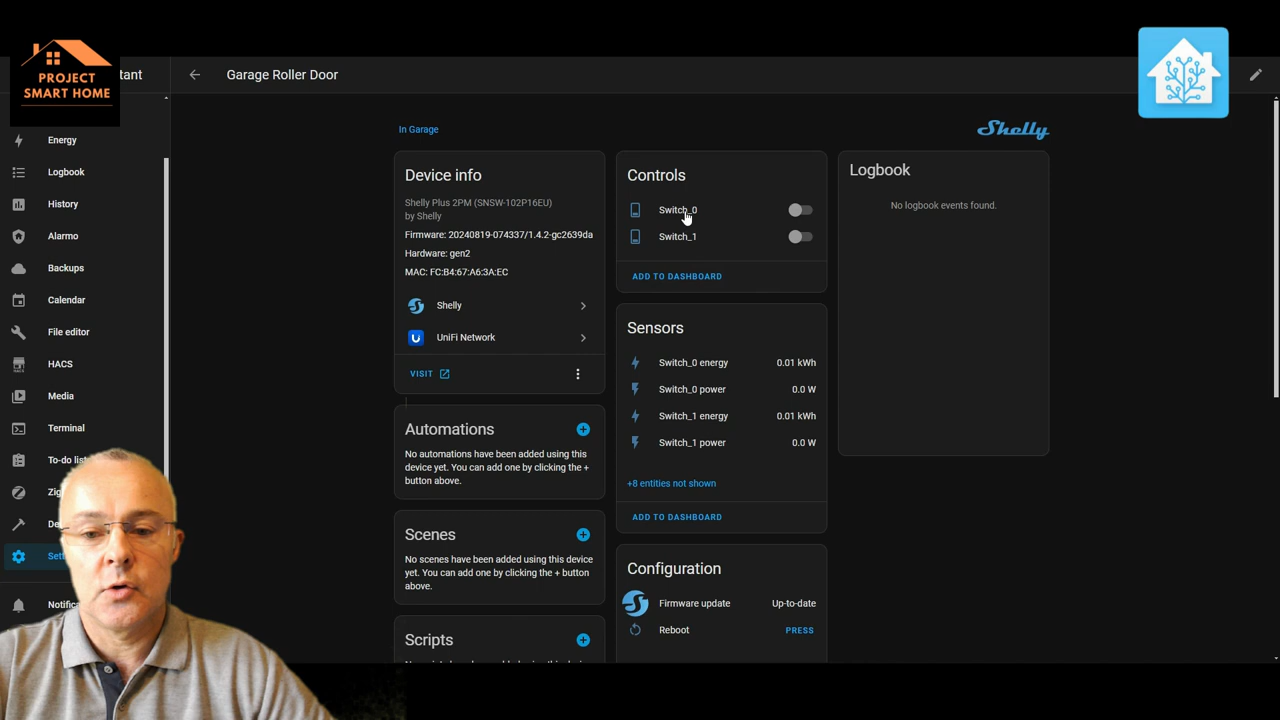 PROJECT
SMART HOME
tant
Garage Roller Door
Energy
Logbook
History
Alarmo
Backups
Calendar
File editor
HACS
Media
Terminal
To-do list
Zig
De
Sett
Notific
In Garage
Shelly
Device info
Shelly Plus 2PM (SNSW-102P16EU)
by Shelly
Firmware: 20240819-074337/1.4.2-gc2639da
Hardware: gen2
MAC: FC:B4:67:A6:3A:EC
Shelly
UniFi Network
VISIT
Automations
No automations have been added using this
device yet. You can add one by clicking the +
button above.
Scenes
No scenes have been added using this device
yet. You can add one by clicking the + button
above.
Scripts
Controls
Switch_0
Switch_1
ADD TO DASHBOARD
Sensors
Switch_0 energy 0.01 kWh
Switch_0 power 0.0 W
Switch_1 energy 0.01 kWh
Switch_1 power 0.0 W
+8 entities not shown
ADD TO DASHBOARD
Configuration
Firmware update Up-to-date
Reboot PRESS
Logbook
No logbook events found.